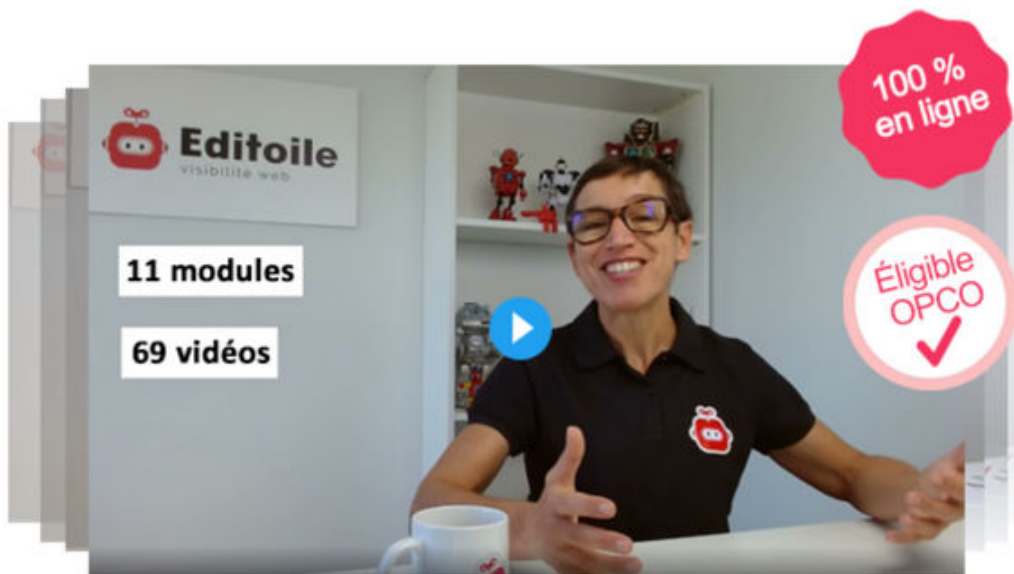 Editoile
visibilité web
11 modules
69 vidéos
100 %
en ligne
Éligible
OPCO